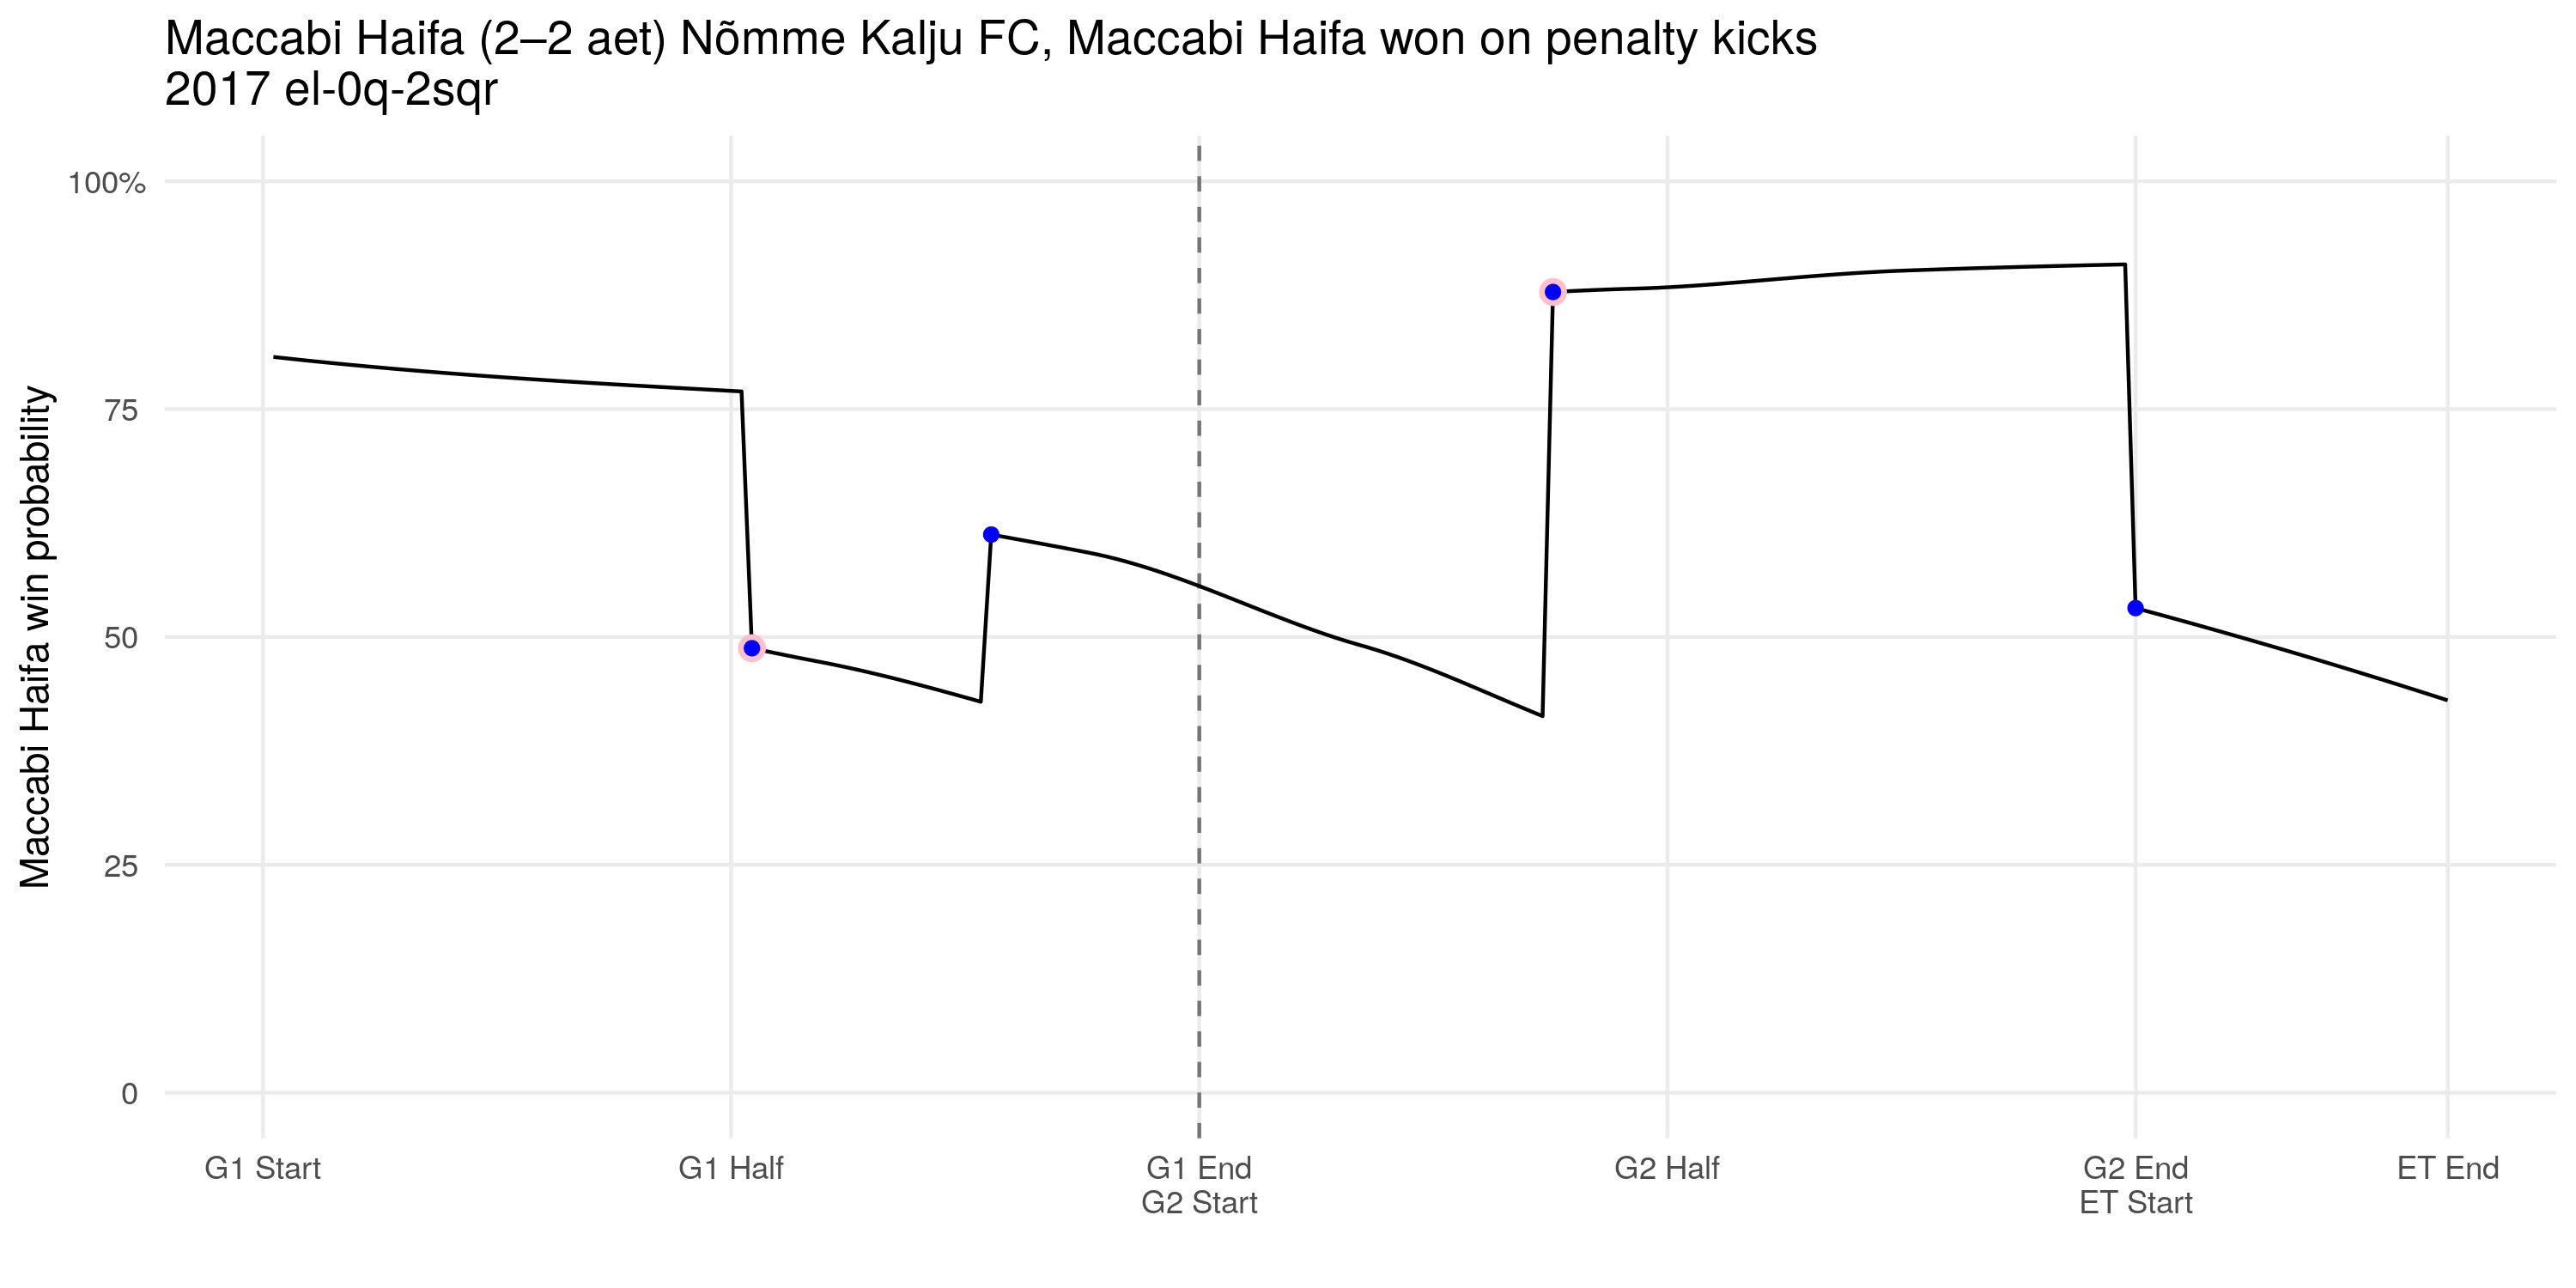 Maccabi Haifa (2–2 aet) Nõmme Kalju FC, Maccabi Haifa won on penalty kicks
2017 el-0q-2sqr
Maccabi Haifa win probability
100%
75
50
25
0
G1 Start
G1 Half
G1 End
G2 Start
G2 Half
G2 End
ET Start
ET End